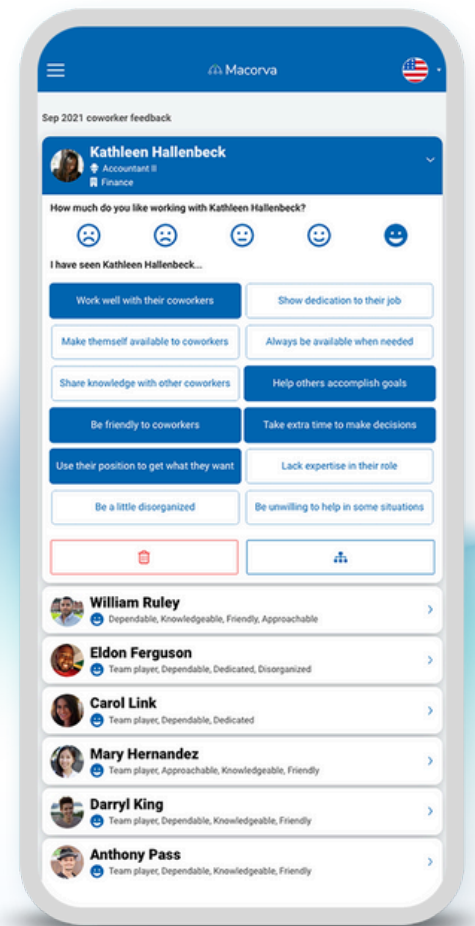 Macorva
Sep 2021 coworker feedback
Kathleen Hallenbeck
Accountant II
Finance
How much do you like working with Kathleen Hallenbeck?
I have seen Kathleen Hallenbeck...
Work well with their coworkers
Show dedication to their job
Make themself available to coworkers
Always be available when needed
Share knowledge with other coworkers
Help others accomplish goals
Be friendly to coworkers
Take extra time to make decisions
Use their position to get what they want
Lack expertise in their role
Be a little disorganized
Be unwilling to help in some situations
William Ruley
Dependable, Knowledgeable, Friendly, Approachable
Eldon Ferguson
Team player, Dependable, Dedicated, Disorganized
Carol Link
Team player, Dependable, Dedicated
Mary Hernandez
Team player, Approachable, Knowledgeable, Friendly
Darryl King
Team player, Dependable, Knowledgeable, Friendly
Anthony Pass
Team player, Dependable, Knowledgeable, Friendly